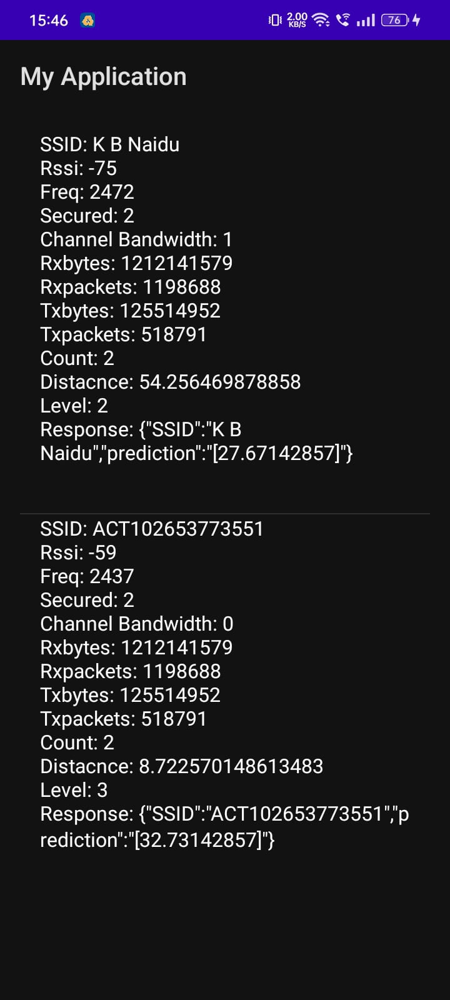 15:46
2.00
KB/S
76
My Application
SSID: K B Naidu
Rssi: -75
Freq: 2472
Secured: 2
Channel Bandwidth: 1
Rxbytes: 1212141579
Rxpackets: 1198688
Txbytes: 125514952
Txpackets: 518791
Count: 2
Distacnce: 54.256469878858
Level: 2
Response: {"SSID":"K B
Naidu","prediction":"[27.67142857]"}
SSID: ACT102653773551
Rssi: -59
Freq: 2437
Secured: 2
Channel Bandwidth: 0
Rxbytes: 1212141579
Rxpackets: 1198688
Txbytes: 125514952
Txpackets: 518791
Count: 2
Distacnce: 8.722570148613483
Level: 3
Response: {"SSID":"ACT102653773551","p
rediction":"[32.73142857]"}